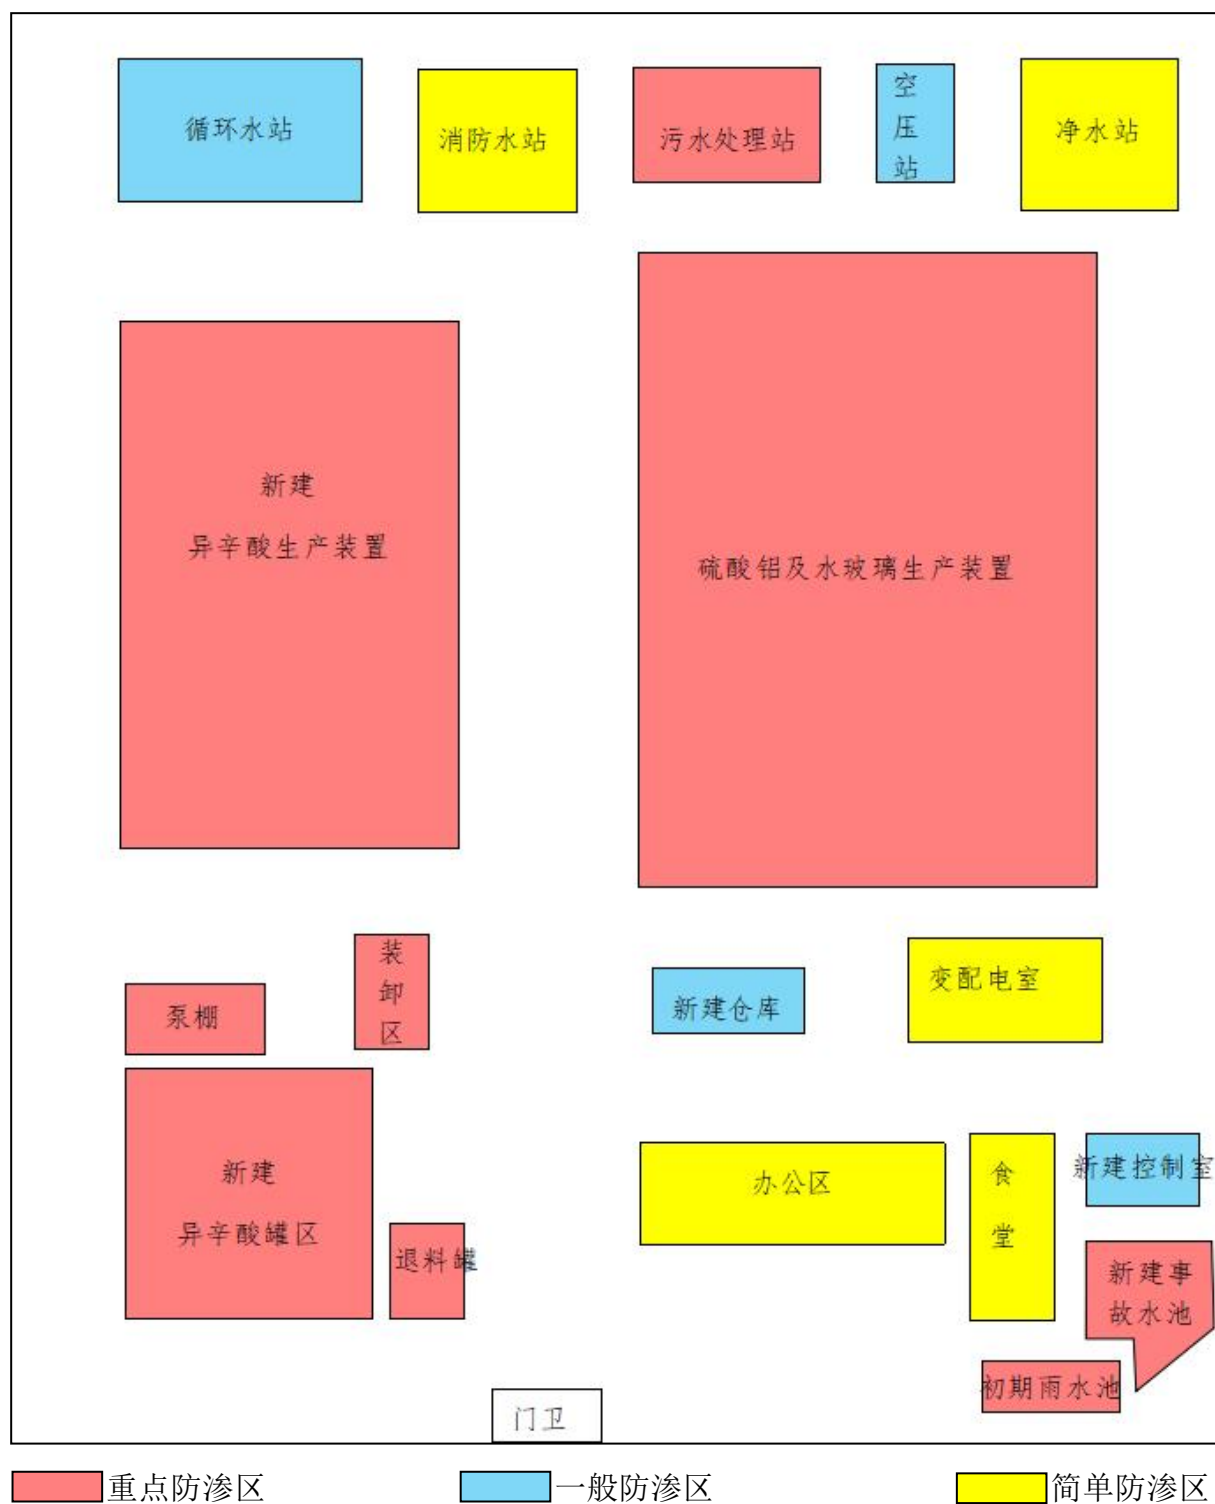 循环水站
消防水站
污水处理站
空
压
站
净水站
新建
异辛酸生产装置
硫酸铝及水玻璃生产装置
装
卸
区
泵棚
新建仓库
变配电室
新建
异辛酸罐区
退料罐
办公区
食
堂
新建控制室
新建事
故水池
初期雨水池
门卫
重点防渗区
一般防渗区
简单防渗区